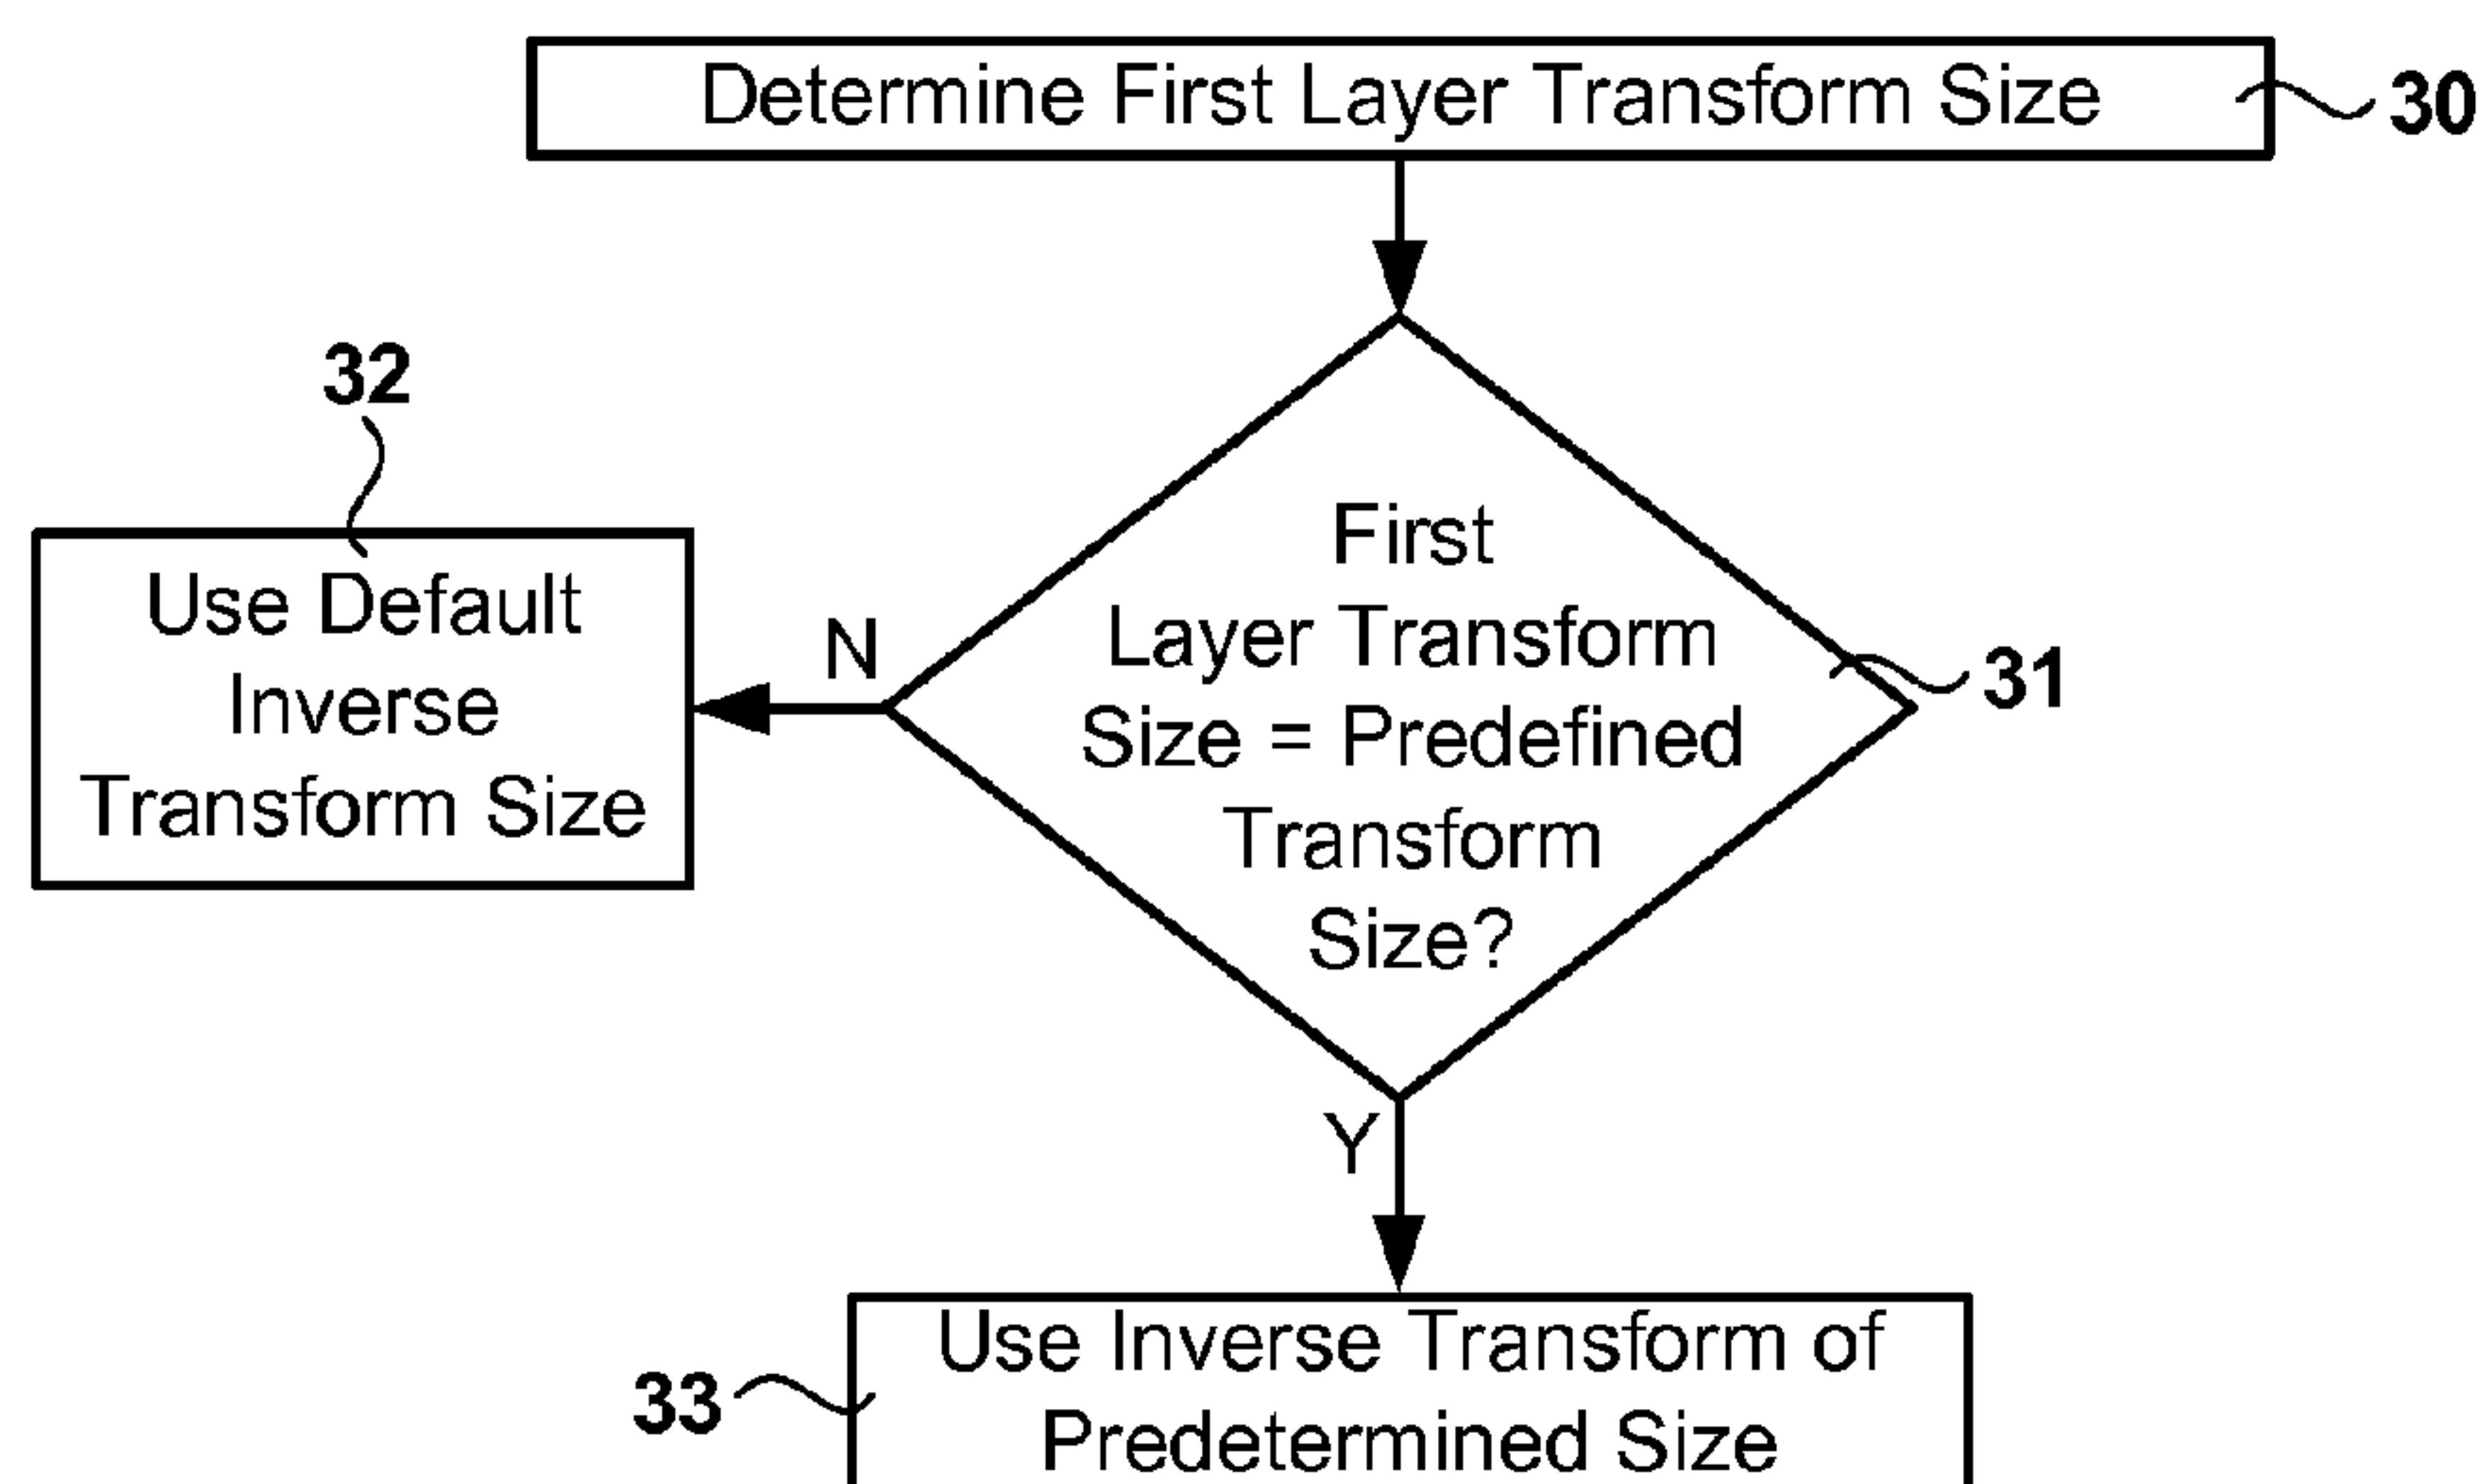 Determine First Layer Transform Size
30
32
Use Default
Inverse
Transform Size
N
First
Layer Transform
Size = Predefined
Transform
Size?
31
Y
33
Use Inverse Transform of
Predetermined Size